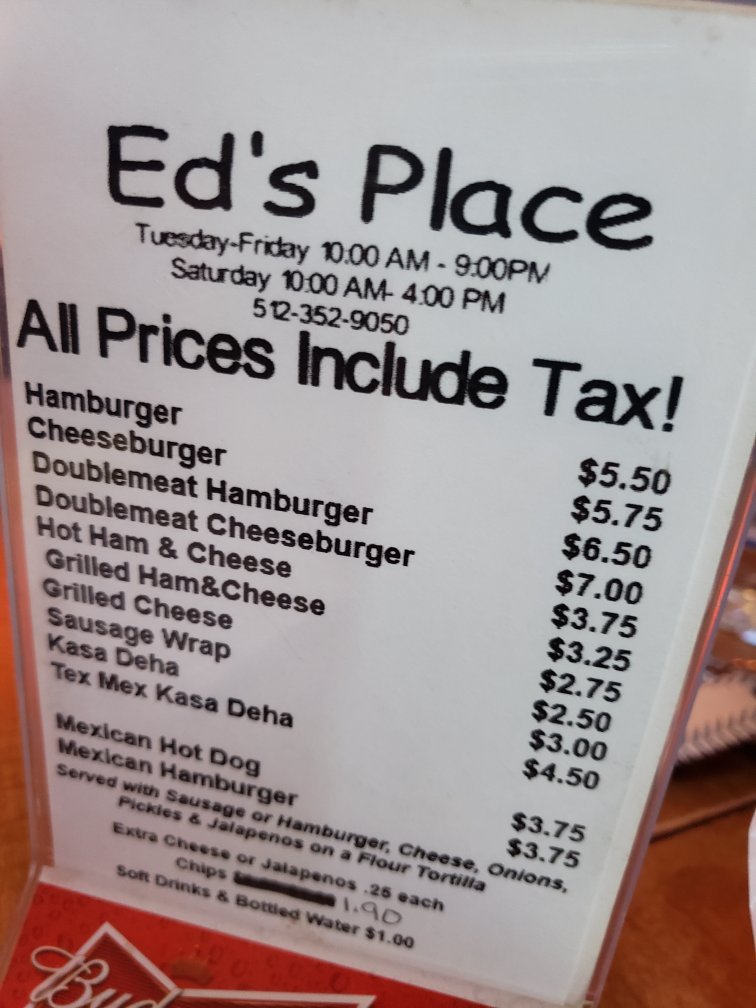 Ed's Place
Tuesday-Friday 10:00 AM - 9:00PM
Saturday 10:00 AM- 4:00 PM
512-352-9050
All Prices Include Tax!
Hamburger $5.50
Cheeseburger $5.75
Doublemeat Hamburger $6.50
Doublemeat Cheeseburger $7.00
Hot Ham & Cheese $3.75
Grilled Ham&Cheese $3.25
Grilled Cheese $2.75
Sausage Wrap $2.50
Kasa Deha $3.00
Tex Mex Kasa Deha $4.50
Mexican Hot Dog $3.75
Mexican Hamburger $3.75
Served with Sausage or Hamburger, Cheese, Onions,
Pickles & Jalapenos on a Flour Tortilla
Extra Cheese or Jalapenos .25 each
Chips 1.90
Soft Drinks & Bottled Water $1.00
Bud